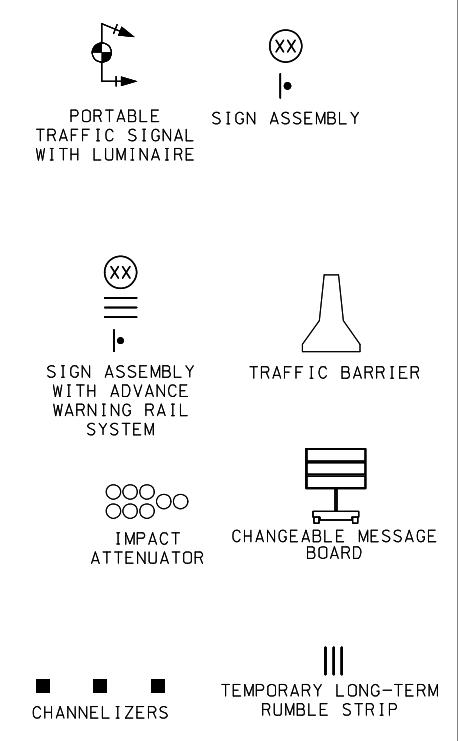 PORTABLE
TRAFFIC SIGNAL
WITH LUMINAIRE
XX
SIGN ASSEMBLY
XX
SIGN ASSEMBLY
WITH ADVANCE
WARNING RAIL
SYSTEM
TRAFFIC BARRIER
IMPACT
ATTENUATOR
CHANGEABLE MESSAGE
BOARD
CHANNELIZERS
TEMPORARY LONG-TERM
RUMBLE STRIP